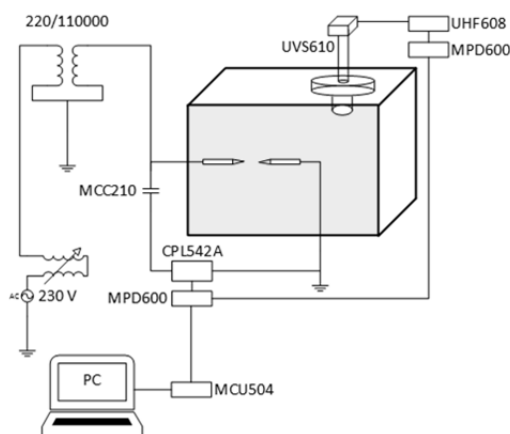 220/110000
UHF608
UVS610
MPD600
MCC210
CPL542A
AC 230 V
MPD600
PC
MCU504